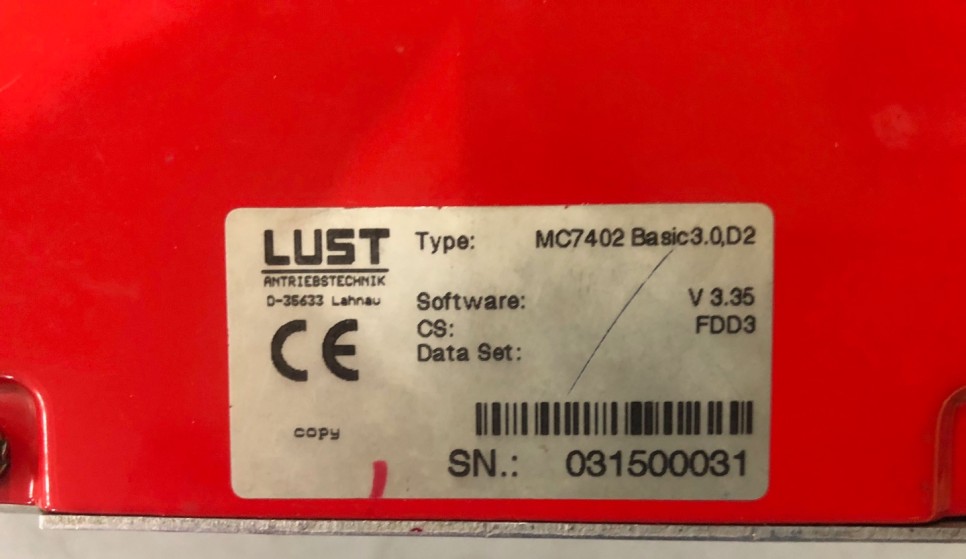 LUST
ANTRIEBSTECHNIK
D-35633 Lahnau
CE
copy
Type: MC7402 Basic3.0,D2
Software: V 3.35
CS: FDD3
Data Set:
SN.: 031500031